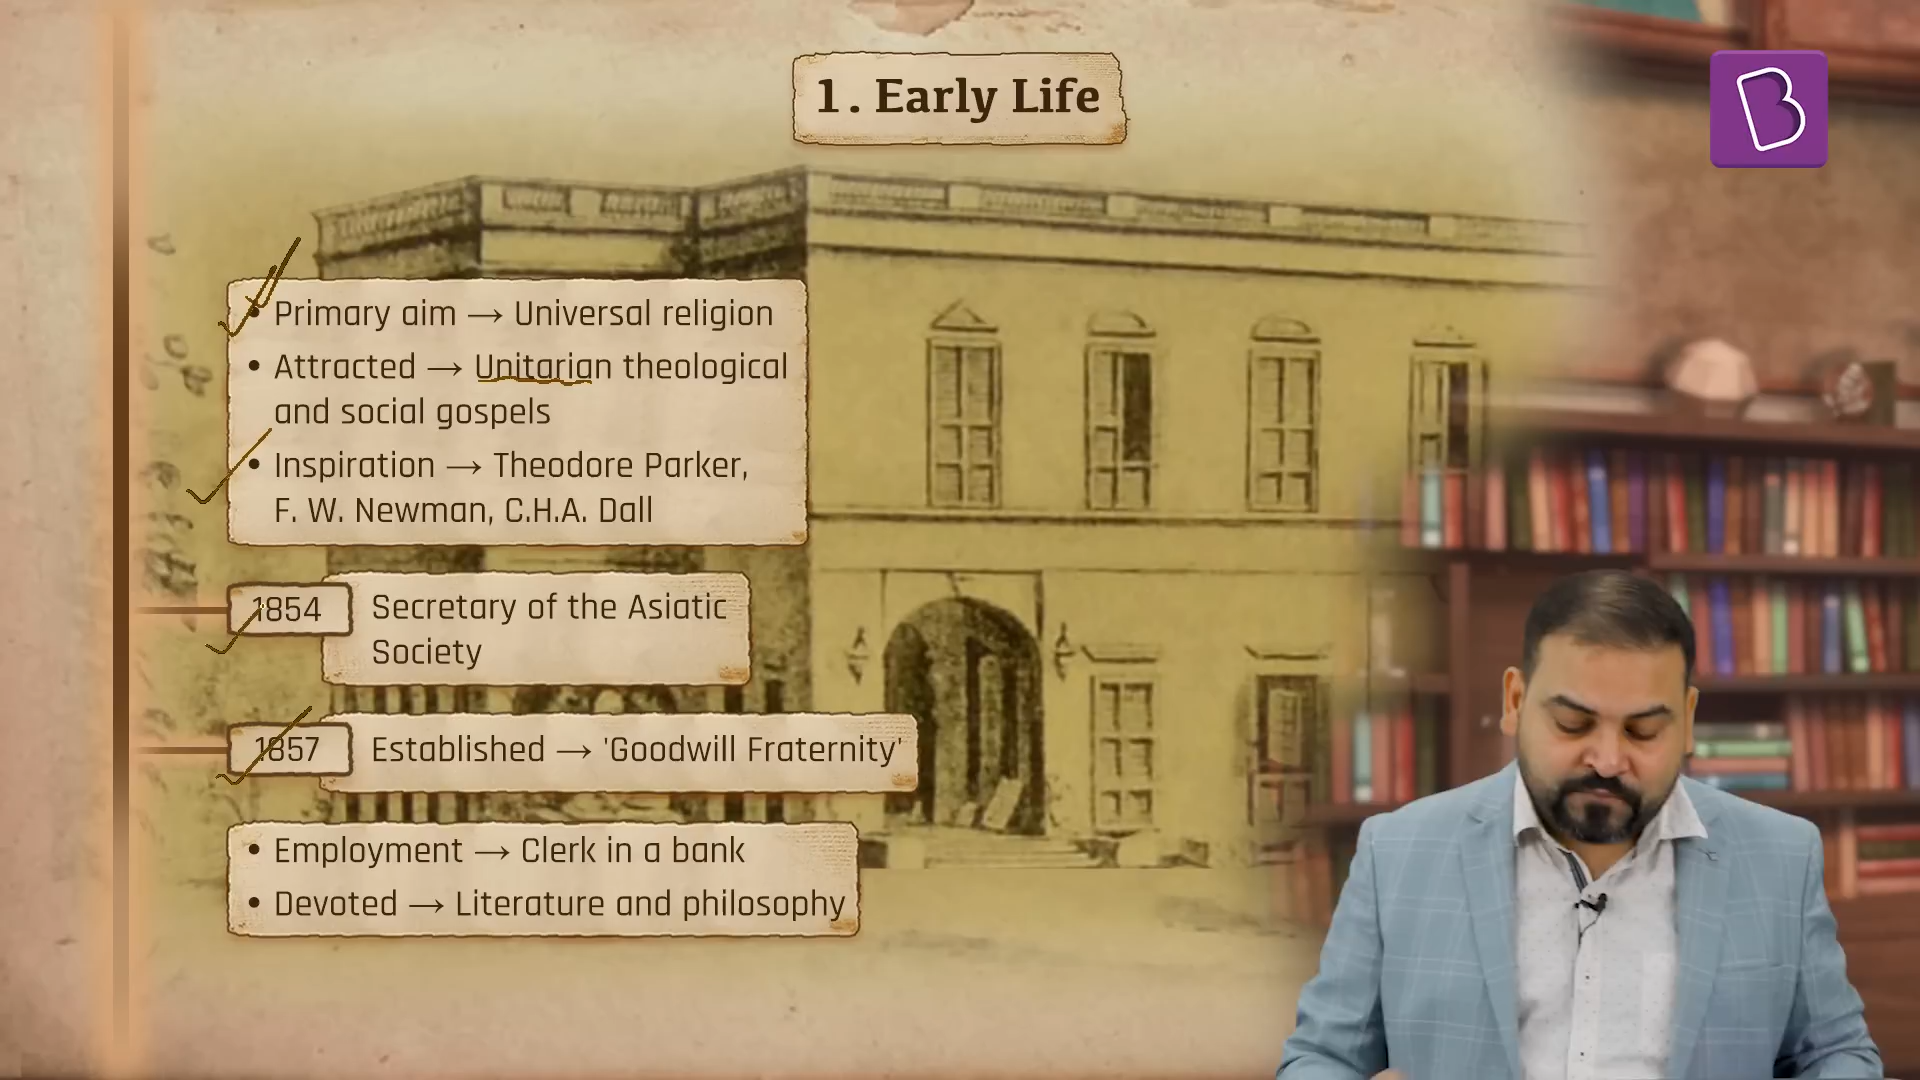 1. Early Life
• Primary aim → Universal religion
• Attracted → Unitarian theological
and social gospels
• Inspiration → Theodore Parker,
F. W. Newman, C.H.A. Dall
1854 Secretary of the Asiatic
Society
1857 Established → 'Goodwill Fraternity'
• Employment → Clerk in a bank
• Devoted → Literature and philosophy
B